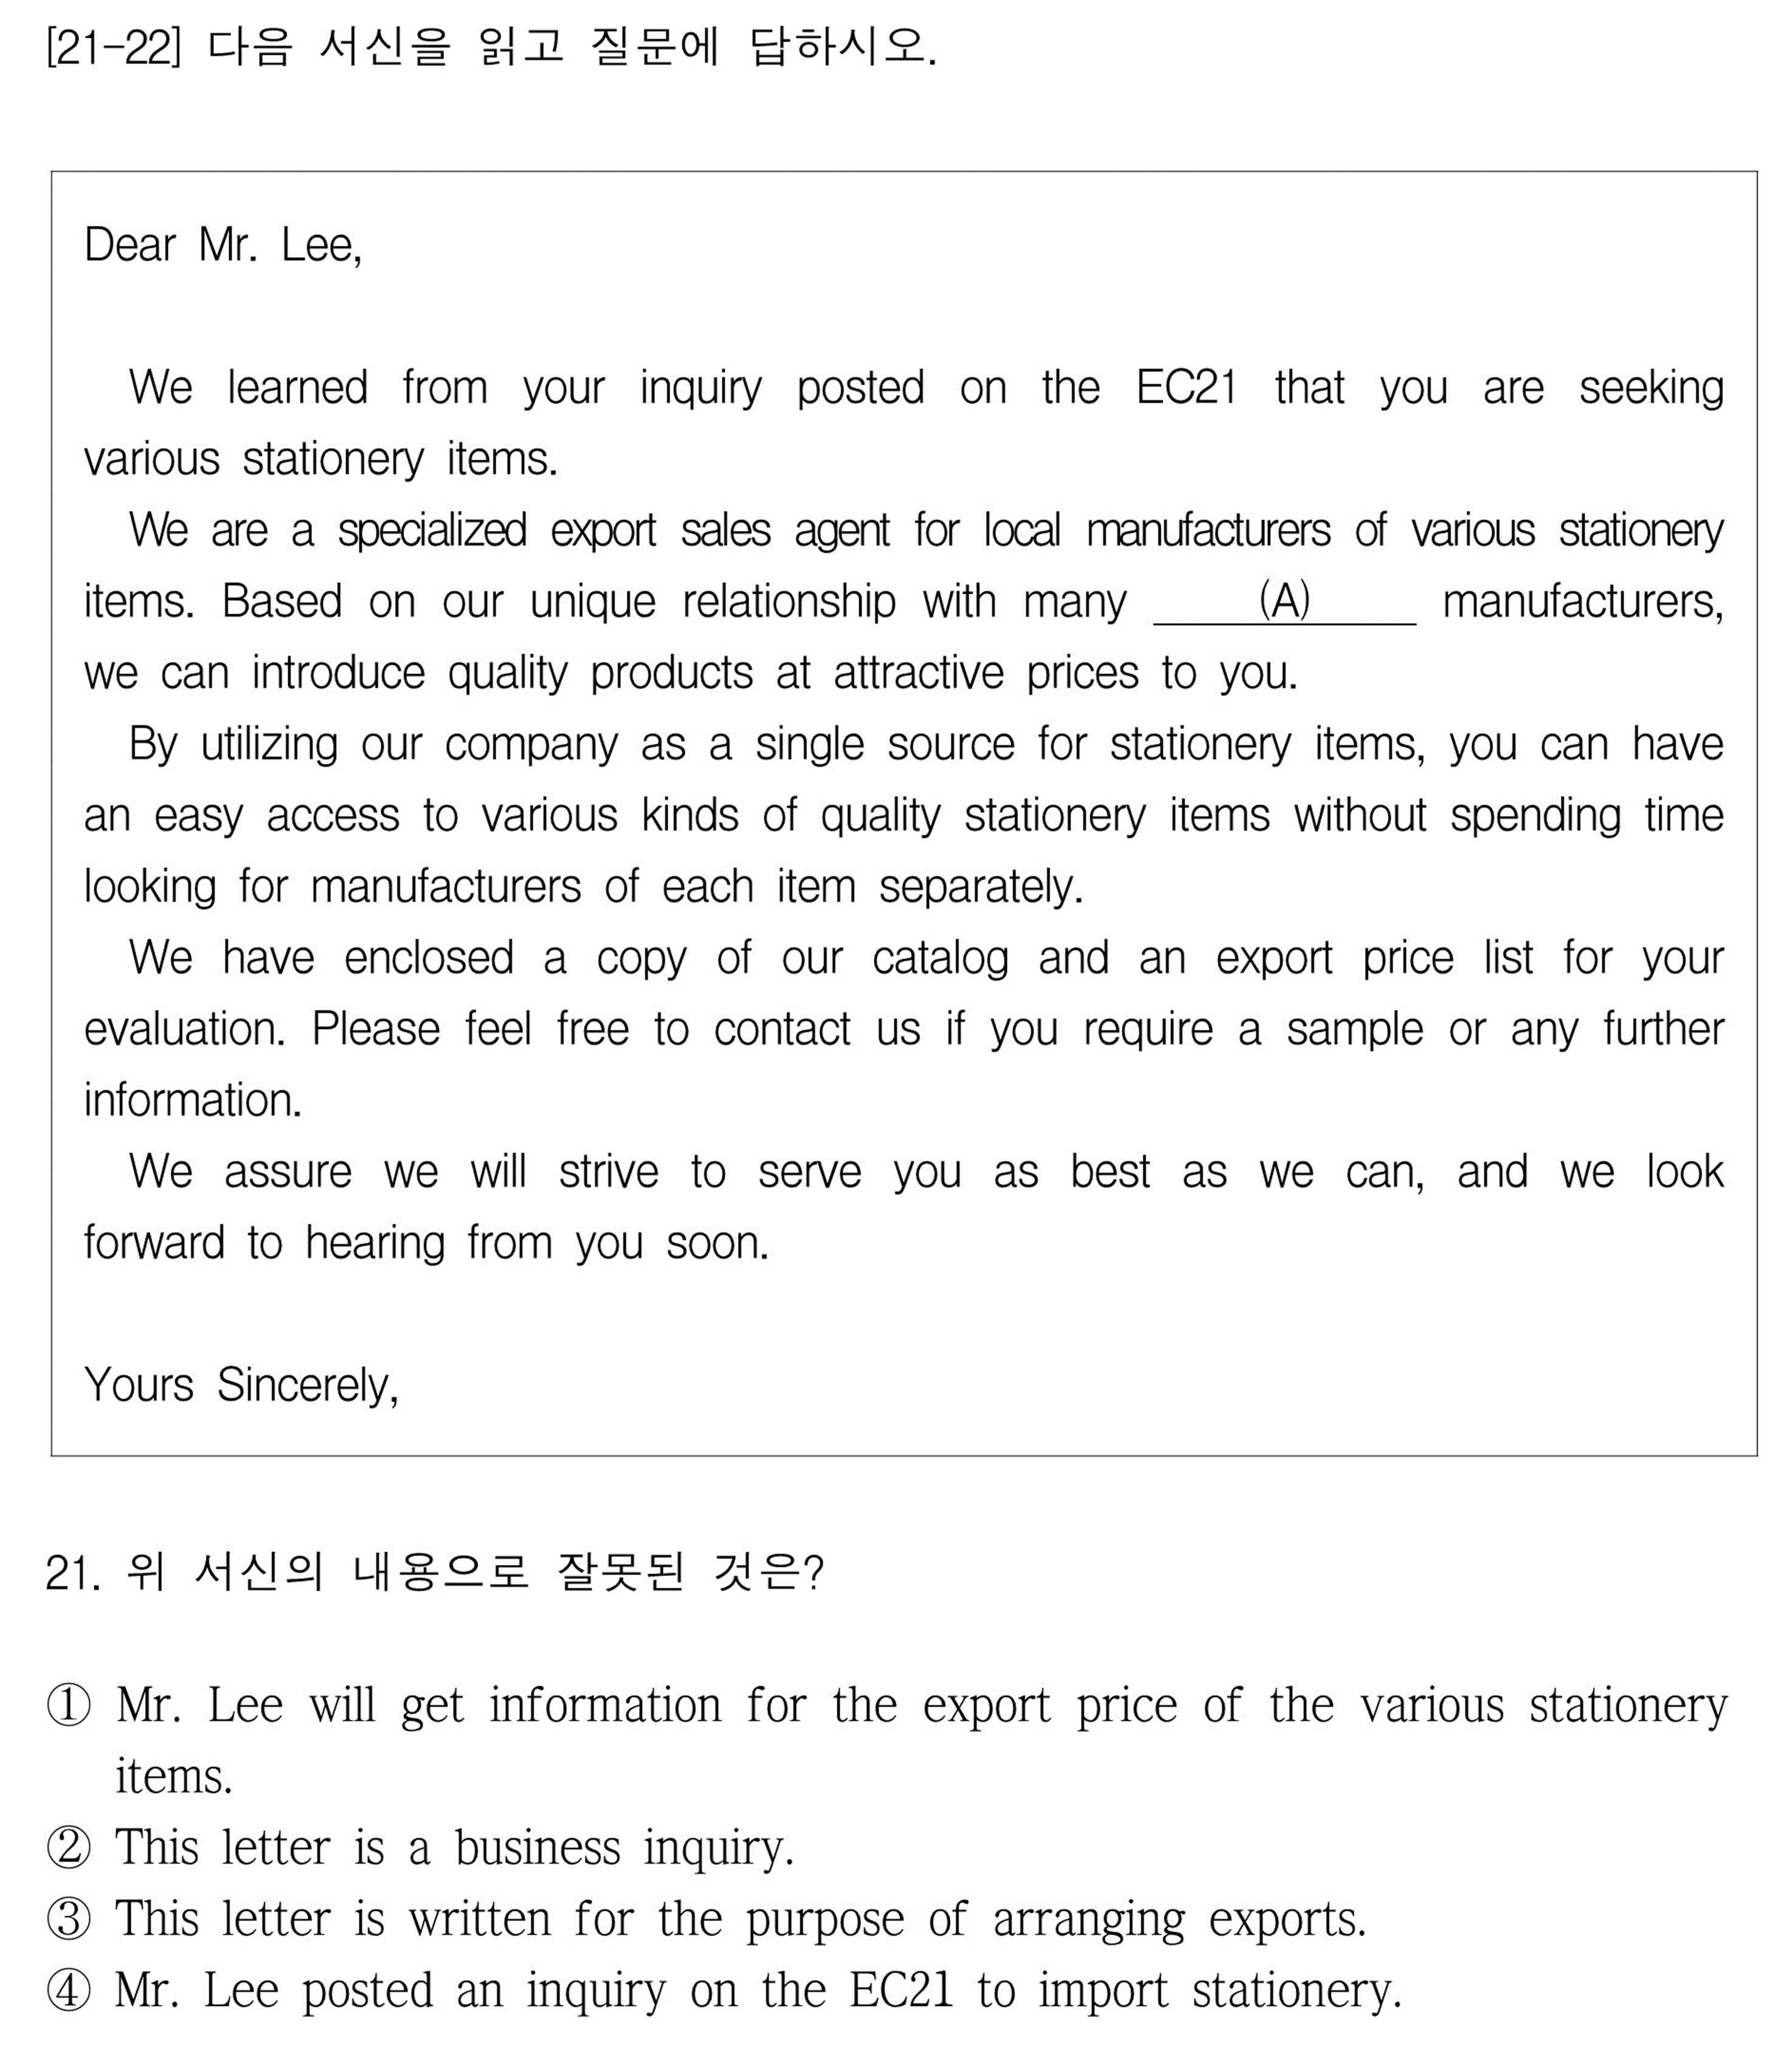 [21-22] 다음 서신을 읽고 질문에 답하시오.
Dear Mr. Lee,
We learned from your inquiry posted on the EC21 that you are seeking
various stationery items.
We are a specialized export sales agent for local manufacturers of various stationery
items. Based on our unique relationship with many (A) manufacturers,
we can introduce quality products at attractive prices to you.
By utilizing our company as a single source for stationery items, you can have
an easy access to various kinds of quality stationery items without spending time
looking for manufacturers of each item separately.
We have enclosed a copy of our catalog and an export price list for your
evaluation. Please feel free to contact us if you require a sample or any further
information.
We assure we will strive to serve you as best as we can, and we look
forward to hearing from you soon.
Yours Sincerely,
21. 위 서신의 내용으로 잘못된 것은?
① Mr. Lee will get information for the export price of the various stationery
items.
② This letter is a business inquiry.
③ This letter is written for the purpose of arranging exports.
④ Mr. Lee posted an inquiry on the EC21 to import stationery.